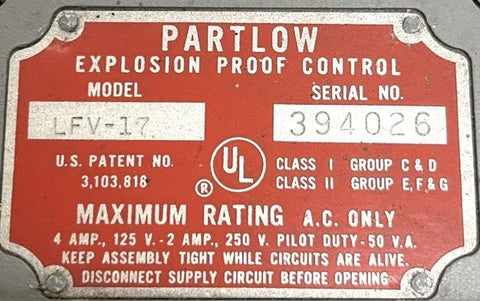 PARTLOW
EXPLOSION PROOF CONTROL
MODEL SERIAL NO.
LFV-17 394026
U.S. PATENT NO.
3,103,818
UL
®
CLASS I GROUP C & D
CLASS II GROUP E, F & G
MAXIMUM RATING A.C. ONLY
4 AMP., 125 V. - 2 AMP., 250 V. PILOT DUTY - 50 V.A.
KEEP ASSEMBLY TIGHT WHILE CIRCUITS ARE ALIVE.
DISCONNECT SUPPLY CIRCUIT BEFORE OPENING